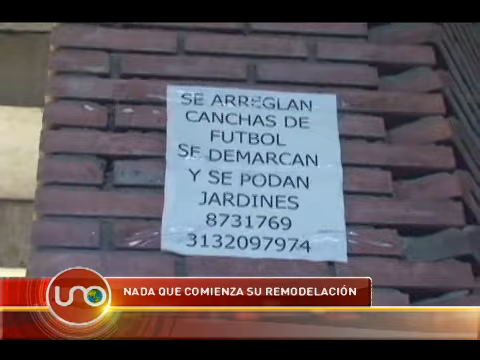 SE ARREGLAN
CANCHAS DE
FUTBOL
SE DEMARCAN
Y SE PODAN
JARDINES
8731769
3132097974
UNO
NADA QUE COMIENZA SU REMODELACIÓN